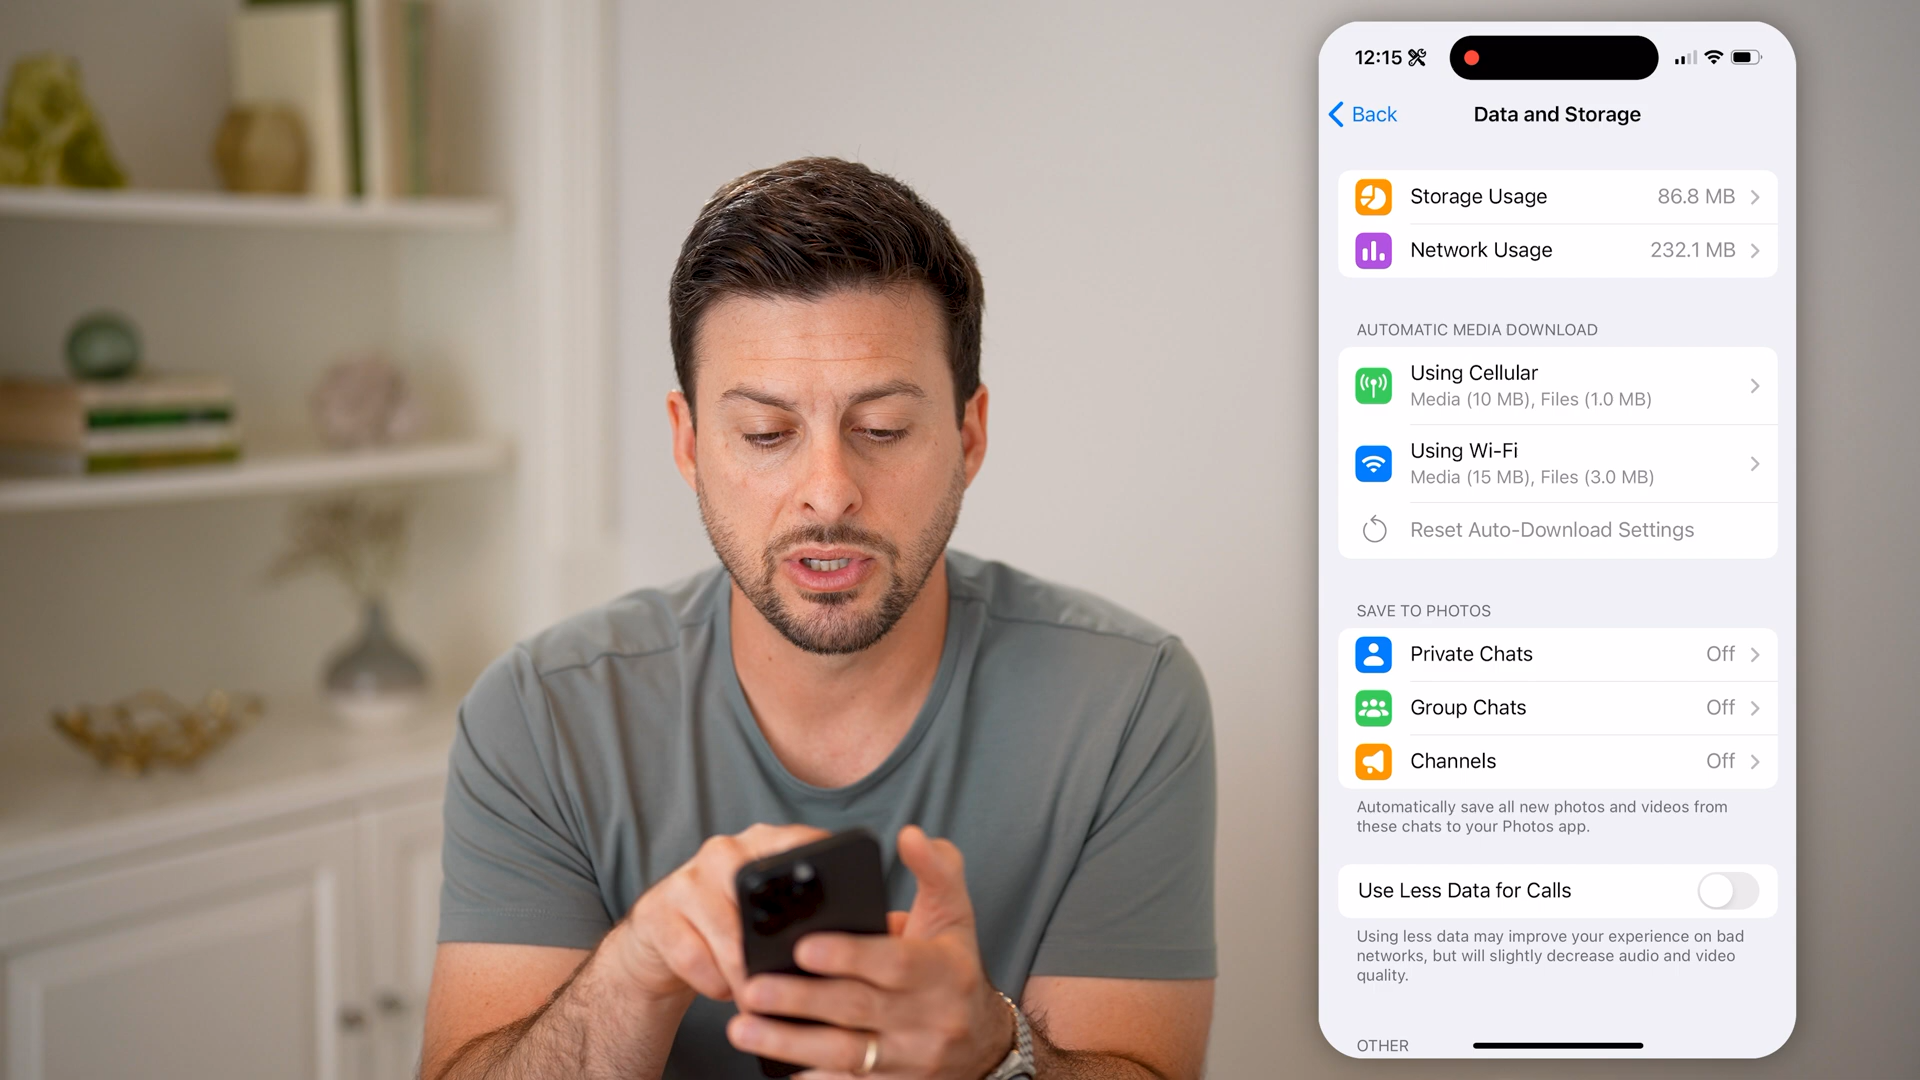 12:15
Back
Data and Storage
Storage Usage 86.8 MB
Network Usage 232.1 MB
AUTOMATIC MEDIA DOWNLOAD
Using Cellular
Media (10 MB), Files (1.0 MB)
Using Wi-Fi
Media (15 MB), Files (3.0 MB)
Reset Auto-Download Settings
SAVE TO PHOTOS
Private Chats Off
Group Chats Off
Channels Off
Automatically save all new photos and videos from
these chats to your Photos app.
Use Less Data for Calls
Using less data may improve your experience on bad
networks, but will slightly decrease audio and video
quality.
OTHER